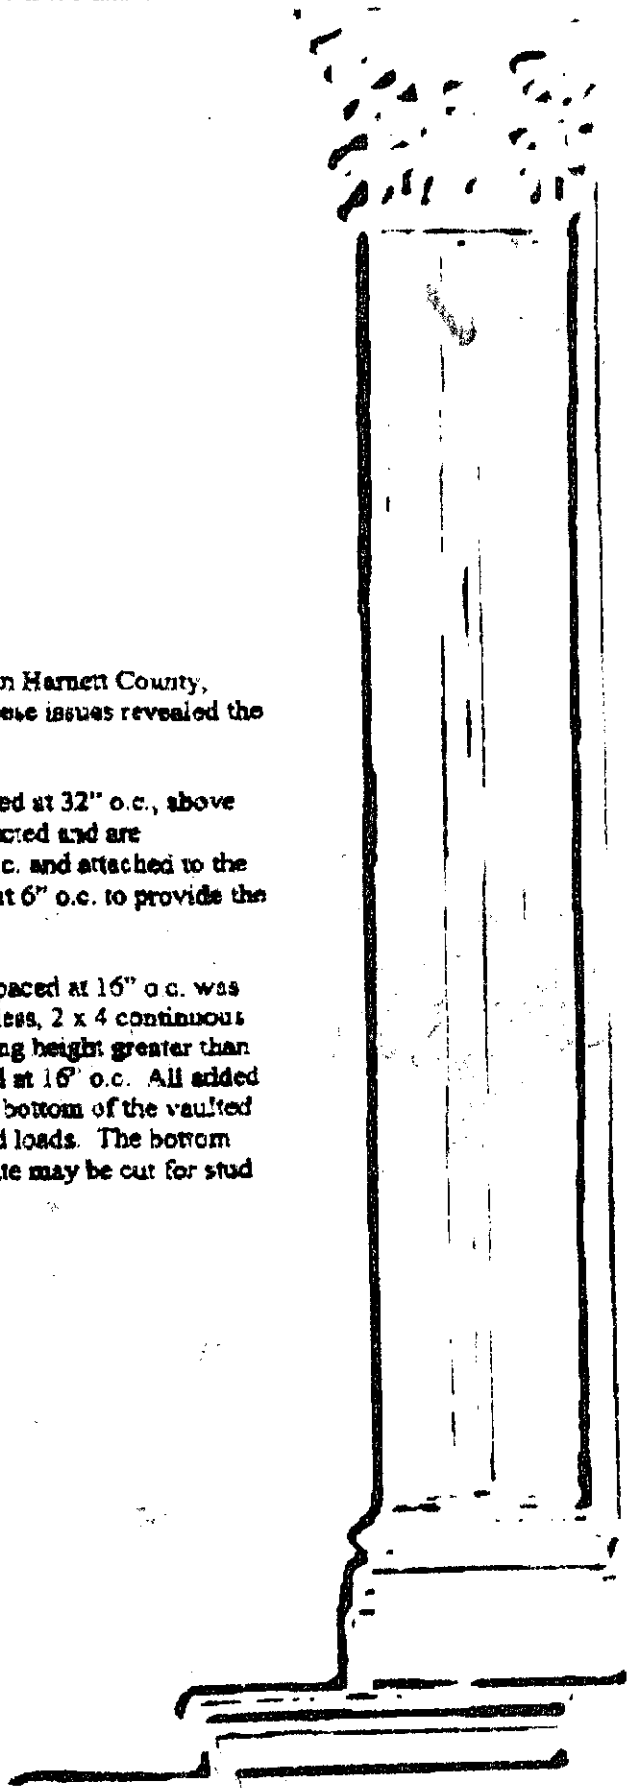 n Harnett County,
ese issues revealed the
ed at 32" o.c., above
cted and are
c. and attached to the
at 6" o.c. to provide the
paced at 16" o.c. was
ess, 2 x 4 continuous
ng height greater than
d at 16" o.c. All added
bottom of the vaulted
d loads. The bottom
te may be cut for stud